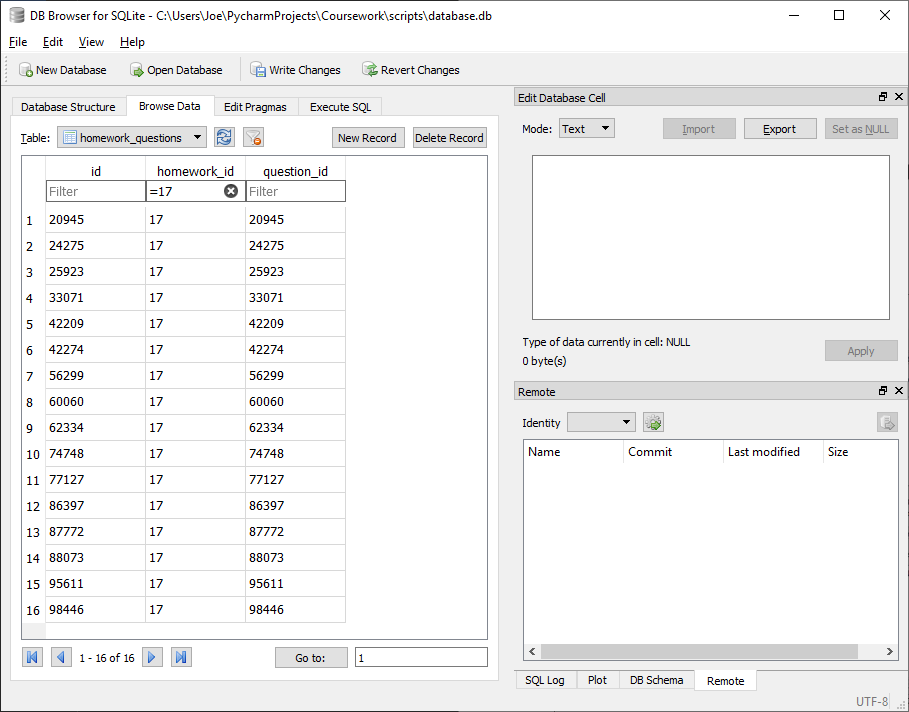 DB Browser for SQLite - C:\Users\Joe\PycharmProjects\Coursework\scripts\database.db
File Edit View Help
New Database Open Database Write Changes Revert Changes
Database Structure Browse Data Edit Pragmas Execute SQL
Table: homework_questions New Record Delete Record
id homework_id question_id
Filter =17 Filter
1 20945 17 20945
2 24275 17 24275
3 25923 17 25923
4 33071 17 33071
5 42209 17 42209
6 42274 17 42274
7 56299 17 56299
8 60060 17 60060
9 62334 17 62334
10 74748 17 74748
11 77127 17 77127
12 86397 17 86397
13 87772 17 87772
14 88073 17 88073
15 95611 17 95611
16 98446 17 98446
1 - 16 of 16 Go to: 1
Edit Database Cell
Mode: Text Import Export Set as NULL
Type of data currently in cell: NULL
0 byte(s)
Apply
Remote
Identity
Name Commit Last modified Size
SQL Log Plot DB Schema Remote
UTF-8